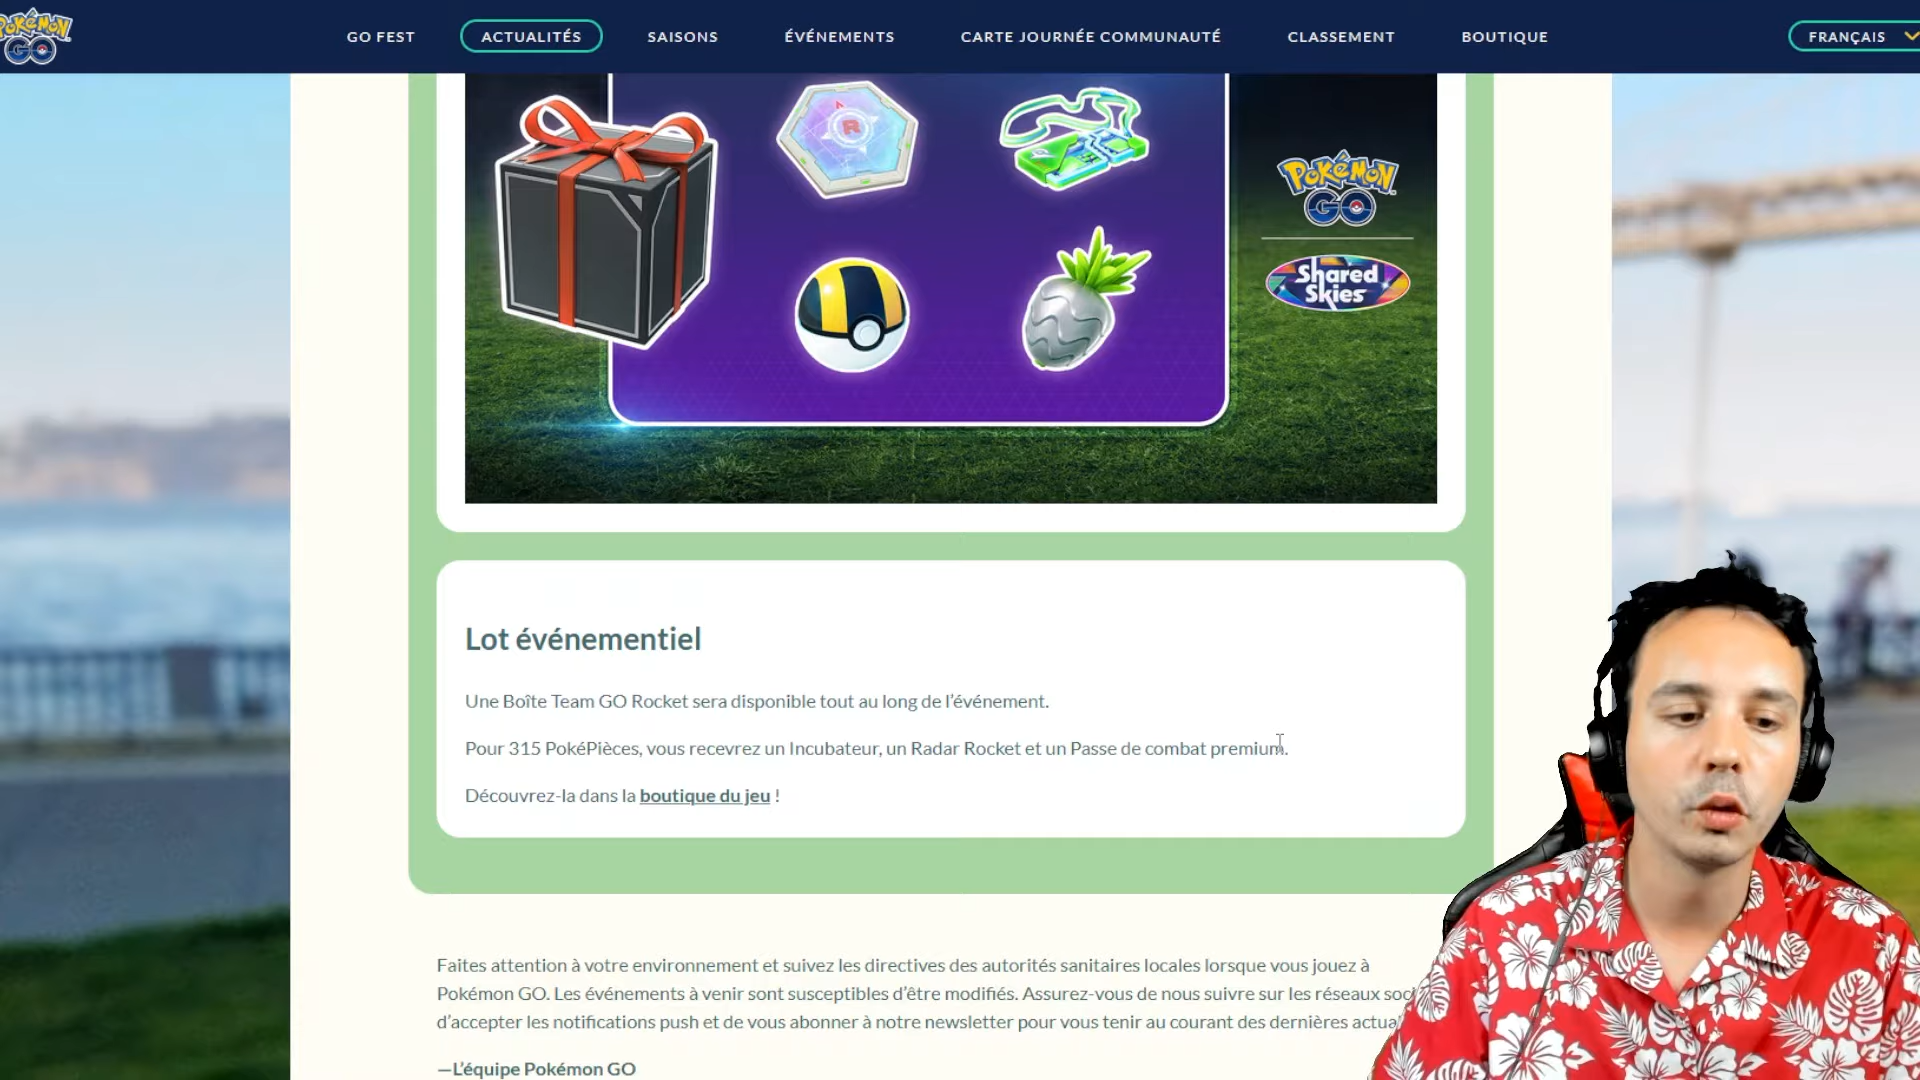 Pokémon GO
GO FEST
ACTUALITÉS
SAISONS
ÉVÉNEMENTS
CARTE JOURNÉE COMMUNAUTÉ
CLASSEMENT
BOUTIQUE
FRANÇAIS
R
Pokémon GO
Shared Skies
Lot événementiel
Une Boîte Team GO Rocket sera disponible tout au long de l’événement.
Pour 315 PokéPièces, vous recevrez un Incubateur, un Radar Rocket et un Passe de combat premium.
Découvrez-la dans la boutique du jeu !
Faites attention à votre environnement et suivez les directives des autorités sanitaires locales lorsque vous jouez à
Pokémon GO. Les événements à venir sont susceptibles d’être modifiés. Assurez-vous de nous suivre sur les réseaux
d’accepter les notifications push et de vous abonner à notre newsletter pour vous tenir au courant des dernières
—L’équipe Pokémon GO